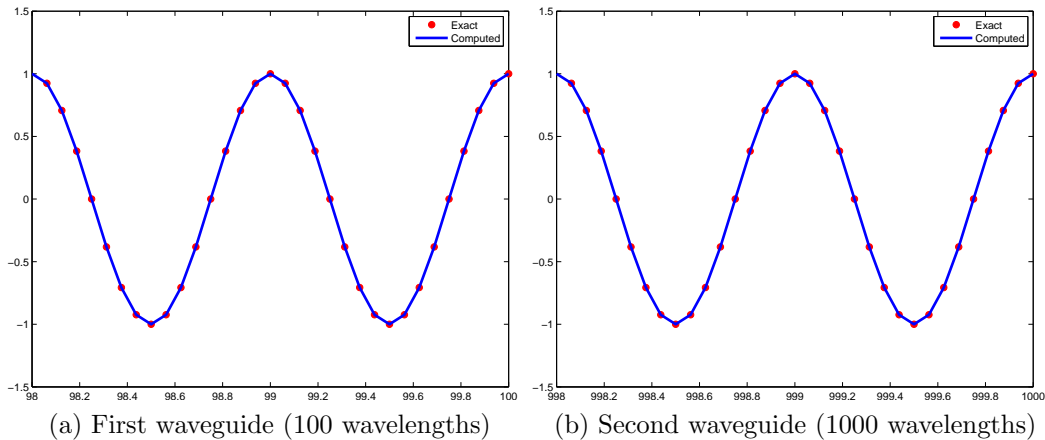 1.5
1
0.5
0
−0.5
−1
−1.5
98 98.2 98.4 98.6 98.8 99 99.2 99.4 99.6 99.8 100
Exact
Computed
(a) First waveguide (100 wavelengths)
1.5
1
0.5
0
−0.5
−1
−1.5
998 998.2 998.4 998.6 998.8 999 999.2 999.4 999.6 999.8 1000
Exact
Computed
(b) Second waveguide (1000 wavelengths)